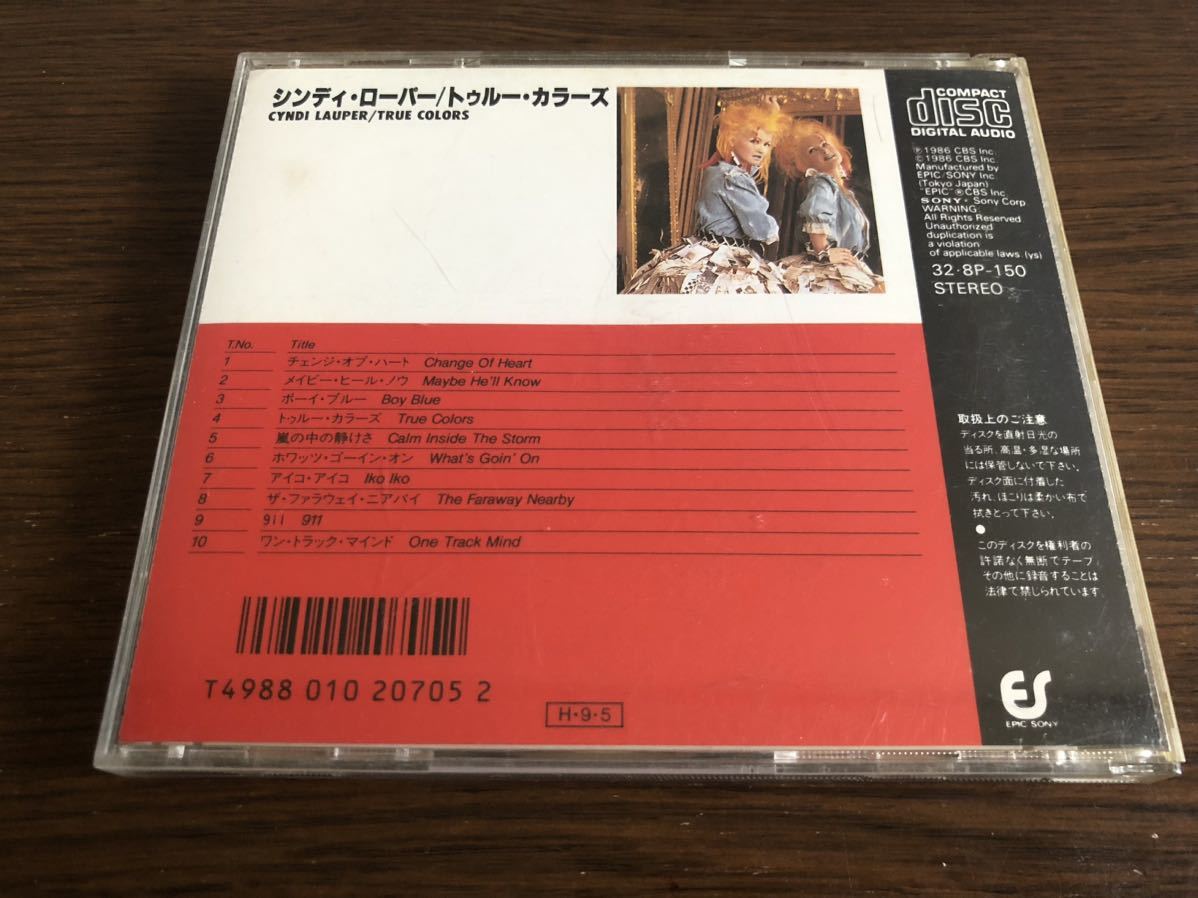 シンディ・ローパー/トゥルー・カラーズ
CYNDI LAUPER/TRUE COLORS
COMPACT
disc
DIGITAL AUDIO
℗1986 CBS Inc.
©1986 CBS Inc.
Manufactured by
EPIC/SONY Inc.
(Tokyo Japan)
"EPIC" ®CBS Inc.
SONY® Sony Corp
WARNING:
All Rights Reserved
Unauthorized
duplication is
a violation
of applicable laws. (ys)
32・8P-150
STEREO
T.No. Title
1 チェンジ・オブ・ハート Change Of Heart
2 メイビー・ヒール・ノウ Maybe He'll Know
3 ボーイ・ブルー Boy Blue
4 トゥルー・カラーズ True Colors
5 嵐の中の静けさ Calm Inside The Storm
6 ホワッツ・ゴーイン・オン What's Goin' On
7 アイコ・アイコ Iko Iko
8 ザ・ファラウェイ・ニアバイ The Faraway Nearby
9 911 911
10 ワン・トラック・マインド One Track Mind
取扱上のご注意
ディスクを直射日光の
当る所、高温・多湿な場所
には保管しないで下さい。
ディスク面に付着した
汚れ、ほこりは柔かい布で
拭きとって下さい。
●
このディスクを権利者の
許諾なく無断でテープ
その他に録音することは
法律で禁じられています
T4988 010 20705 2
H・9・5
ES
EPIC SONY